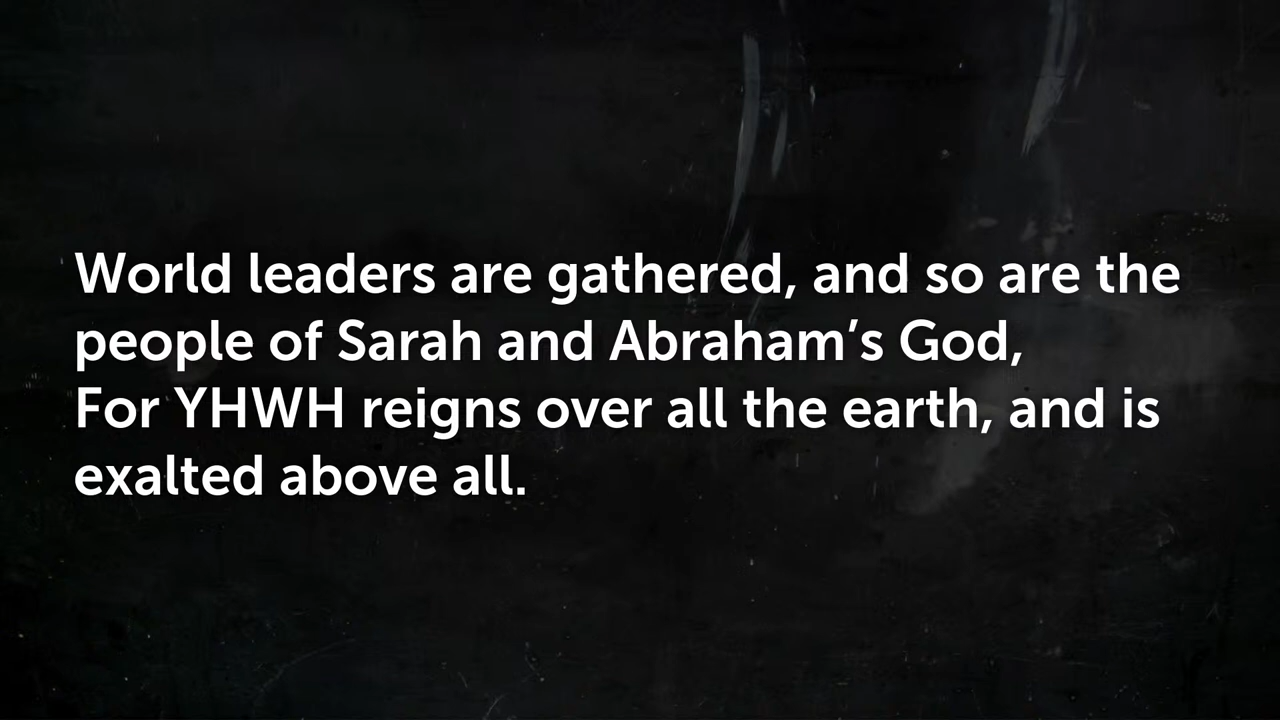 World leaders are gathered, and so are the
people of Sarah and Abraham’s God,
For YHWH reigns over all the earth, and is
exalted above all.